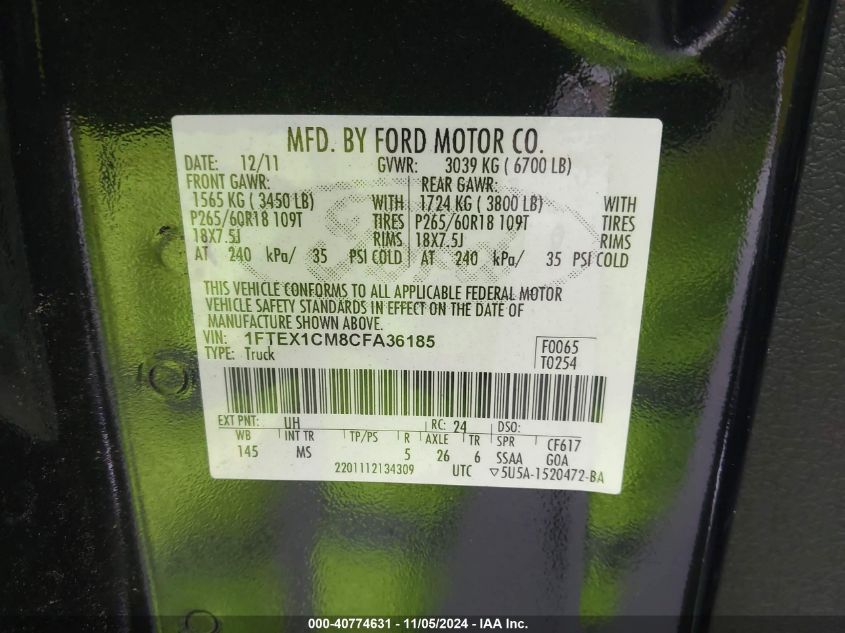 MFD. BY FORD MOTOR CO.
DATE: 12/11 GVWR: 3039 KG ( 6700 LB)
FRONT GAWR: REAR GAWR:
1565 KG ( 3450 LB) WITH 1724 KG ( 3800 LB) WITH
P265/60R18 109T TIRES P265/60R18 109T TIRES
18X7.5J RIMS 18X7.5J RIMS
AT 240 kPa/ 35 PSI COLD AT 240 kPa/ 35 PSI COLD
THIS VEHICLE CONFORMS TO ALL APPLICABLE FEDERAL MOTOR
VEHICLE SAFETY STANDARDS IN EFFECT ON THE DATE OF
MANUFACTURE SHOWN ABOVE.
VIN: 1FTEX1CM8CFA36185 F0065
TYPE: Truck T0254
EXT PNT: UH RC: 24 DSO:
WB INT TR TP/PS R AXLE TR SPR CF617
145 MS 5 26 6 SSAA G0A
2201112134309 UTC ▽5U5A-1520472-BA
000-40774631 - 11/05/2024 - IAA Inc.